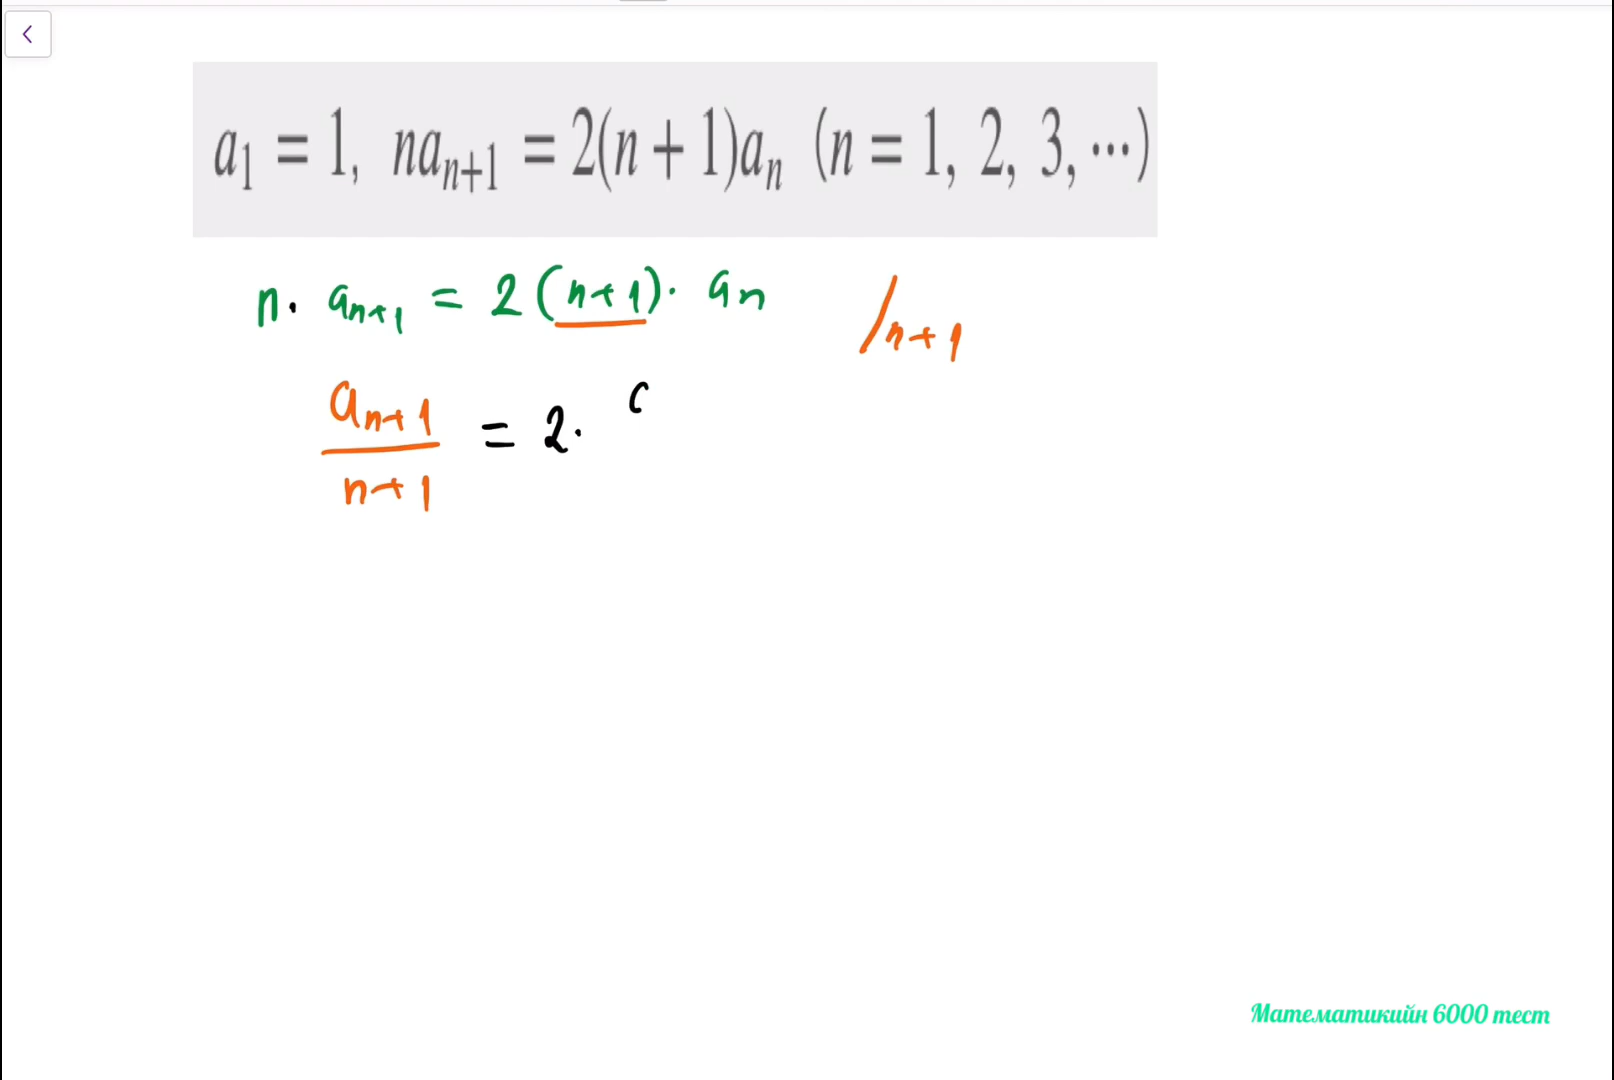 a₁ = 1, naₙ₊₁ = 2(n + 1)aₙ (n = 1, 2, 3, ⋯)
n · aₙ₊₁ = 2 (n+1) · aₙ /n+1
aₙ₊₁
= 2 ·
n+1
Математикийн 6000 тест